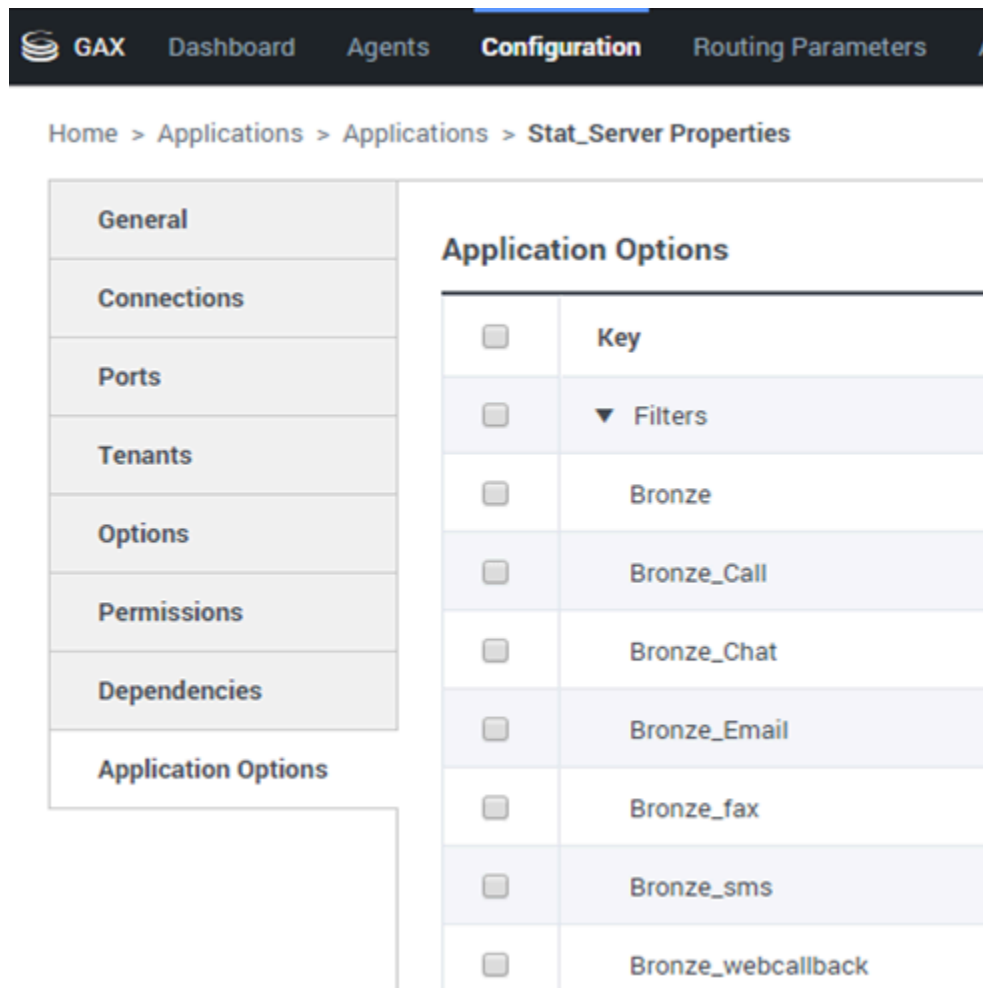 GAX Dashboard Agents Configuration Routing Parameters
Home > Applications > Applications > Stat_Server Properties
General
Connections
Ports
Tenants
Options
Permissions
Dependencies
Application Options
Application Options
Key
▼ Filters
Bronze
Bronze_Call
Bronze_Chat
Bronze_Email
Bronze_fax
Bronze_sms
Bronze_webcallback